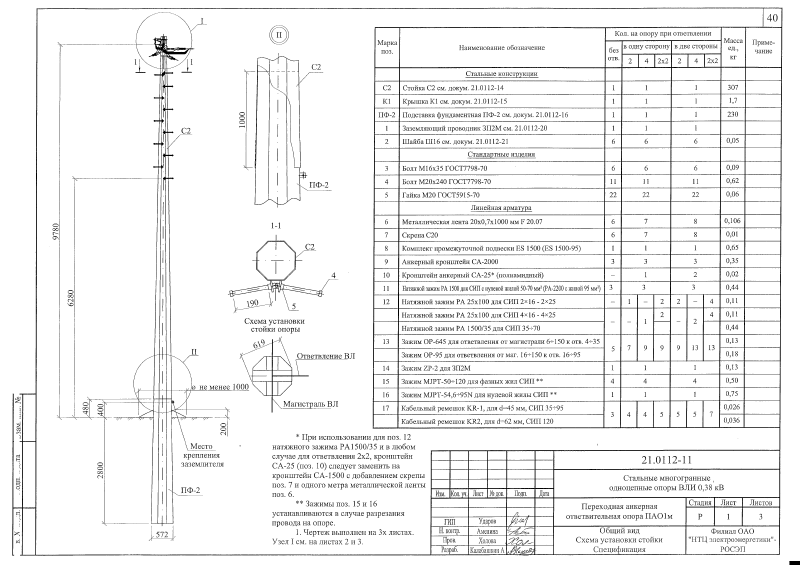 40
I
II
1 1
С2
9780
6280
1000
С2
ПФ-2
1-1
С2
4
190
5
Схема установки
стойки опоры
619
Ответвление ВЛ
Магистраль ВЛ
II
не менее 1000
480
400
200
2800
Место
крепления
заземлителя
ПФ-2
572
* При использовании для поз. 12
натяжного зажима РА1500/35 и в любом
случае для ответвления 2х2, кронштейн
СА-25 (поз. 10) следует заменить на
кронштейн СА-1500 с добавлением скрепы
поз. 7 и одного метра металлической ленты
поз. 6.
** Зажимы поз. 15 и 16
устанавливаются в случае разрезания
провода на опоре.
1. Чертеж выполнен на 3х листах.
Узел I см. на листах 2 и 3.
Марка поз. Наименование обозначение Кол. на опору при ответвлении Масса ед., кг Приме-чание
без отв. в одну сторону в две стороны
2 4 2х2 2 4 2х2
Стальные конструкции
С2 Стойка С2 см. докум. 21.0112-14 1 1 1 307
К1 Крышка К1 см. докум. 21.0112-15 1 1 1 1,7
ПФ-2 Подставка фундаментная ПФ-2 см. докум. 21.0112-16 1 1 1 230
1 Заземляющий проводник ЗП2М см. 21.0112-20 1 1 1
2 Шайба Ш16 см. докум. 21.0112-21 6 6 6 0,05
Стандартные изделия
3 Болт М16х35 ГОСТ7798-70 6 6 6 0,09
4 Болт М20х240 ГОСТ7798-70 11 11 11 0,62
5 Гайка М20 ГОСТ5915-70 22 22 22 0,06
Линейная арматура
6 Металлическая лента 20х0,7х1000 мм F 20.07 6 7 8 0,106
7 Скрепа С20 6 7 8 0,01
8 Комплект промежуточной подвески ES 1500 (ES 1500-95) 1 1 1 0,65
9 Анкерный кронштейн СА-2000 3 3 3 0,35
10 Кронштейн анкерный СА-25* (полиамидный) – 1 2 0,02
11 Натяжной зажим РА 1500 для СИП с нулевой жилой 50-70 мм² (РА-2200 с жилой 95 мм²) 3 3 3 0,44
12 Натяжной зажим РА 25х100 для СИП 2×16 - 2×25 – 1 – 2 2 – 4 0,11
Натяжной зажим РА 25х100 для СИП 4×16 - 4×25 – – 1 2 – 2 4 0,11
Натяжной зажим РА 1500/35 для СИП 35÷70 0,44
13 Зажим ОР-645 для ответвления от магистрали 6÷150 к отв. 4÷35 5 7 9 9 9 13 13 0,13
Зажим ОР-95 для ответвления от маг. 16÷150 к отв. 16÷95 0,18
14 Зажим ZP-2 для ЗП2М 1 1 1 0,13
15 Зажим MJPT-50÷120 для фазных жил СИП ** 4 4 4 0,50
16 Зажим MJPT-54,6÷95N для нулевой жилы СИП ** 1 1 1 0,75
17 Кабельный ремешок KR-1, для d=45 мм, СИП 35÷95 3 4 4 5 5 5 7 0,026
Кабельный ремешок KR2, для d=62 мм, СИП 120 0,036
21.0112-11
Стальные многогранные
одноцепные опоры ВЛИ 0,38 кВ
Изм. Кол. уч. Лист № док. Подп. Дата
ГИП Ударов
Н. контр. Амелина
Пров. Холова
Разраб. Калабашкин А
Переходная анкерная
ответвительная опора ПАО1м
Стадия Лист Листов
Р 1 3
Общий вид
Схема установки стойки
Спецификация
Филиал ОАО
"НТЦ электроэнергетики"-
РОСЭП